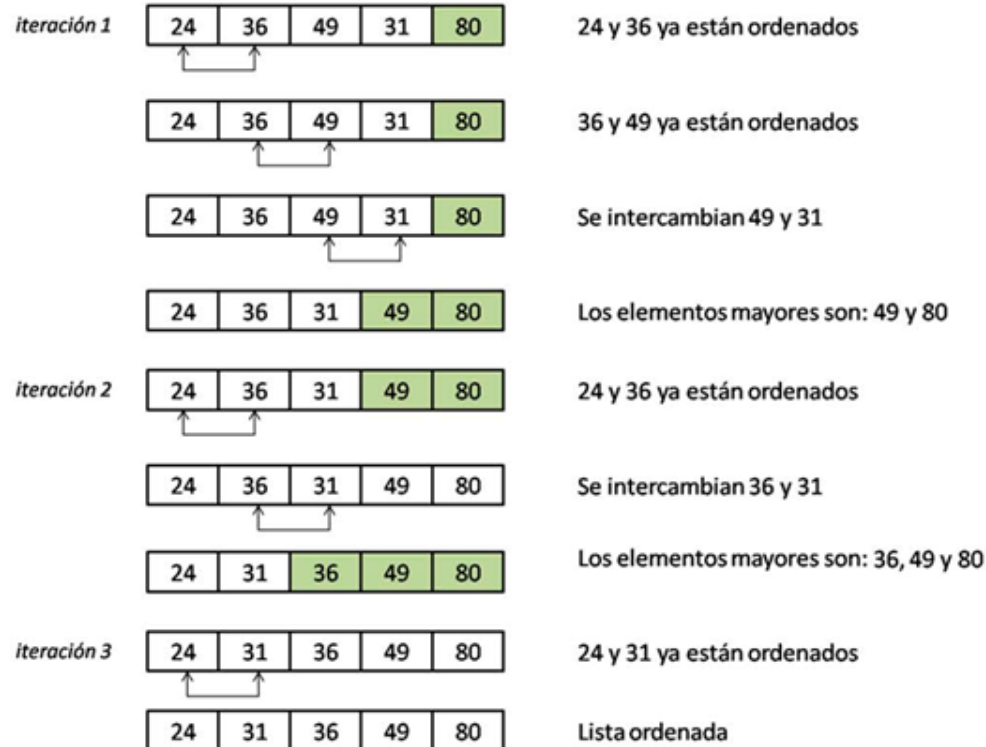 iteración 1 24 36 49 31 80 24 y 36 ya están ordenados
24 36 49 31 80 36 y 49 ya están ordenados
24 36 49 31 80 Se intercambian 49 y 31
24 36 31 49 80 Los elementos mayores son: 49 y 80
iteración 2 24 36 31 49 80 24 y 36 ya están ordenados
24 36 31 49 80 Se intercambian 36 y 31
24 31 36 49 80 Los elementos mayores son: 36, 49 y 80
iteración 3 24 31 36 49 80 24 y 31 ya están ordenados
24 31 36 49 80 Lista ordenada